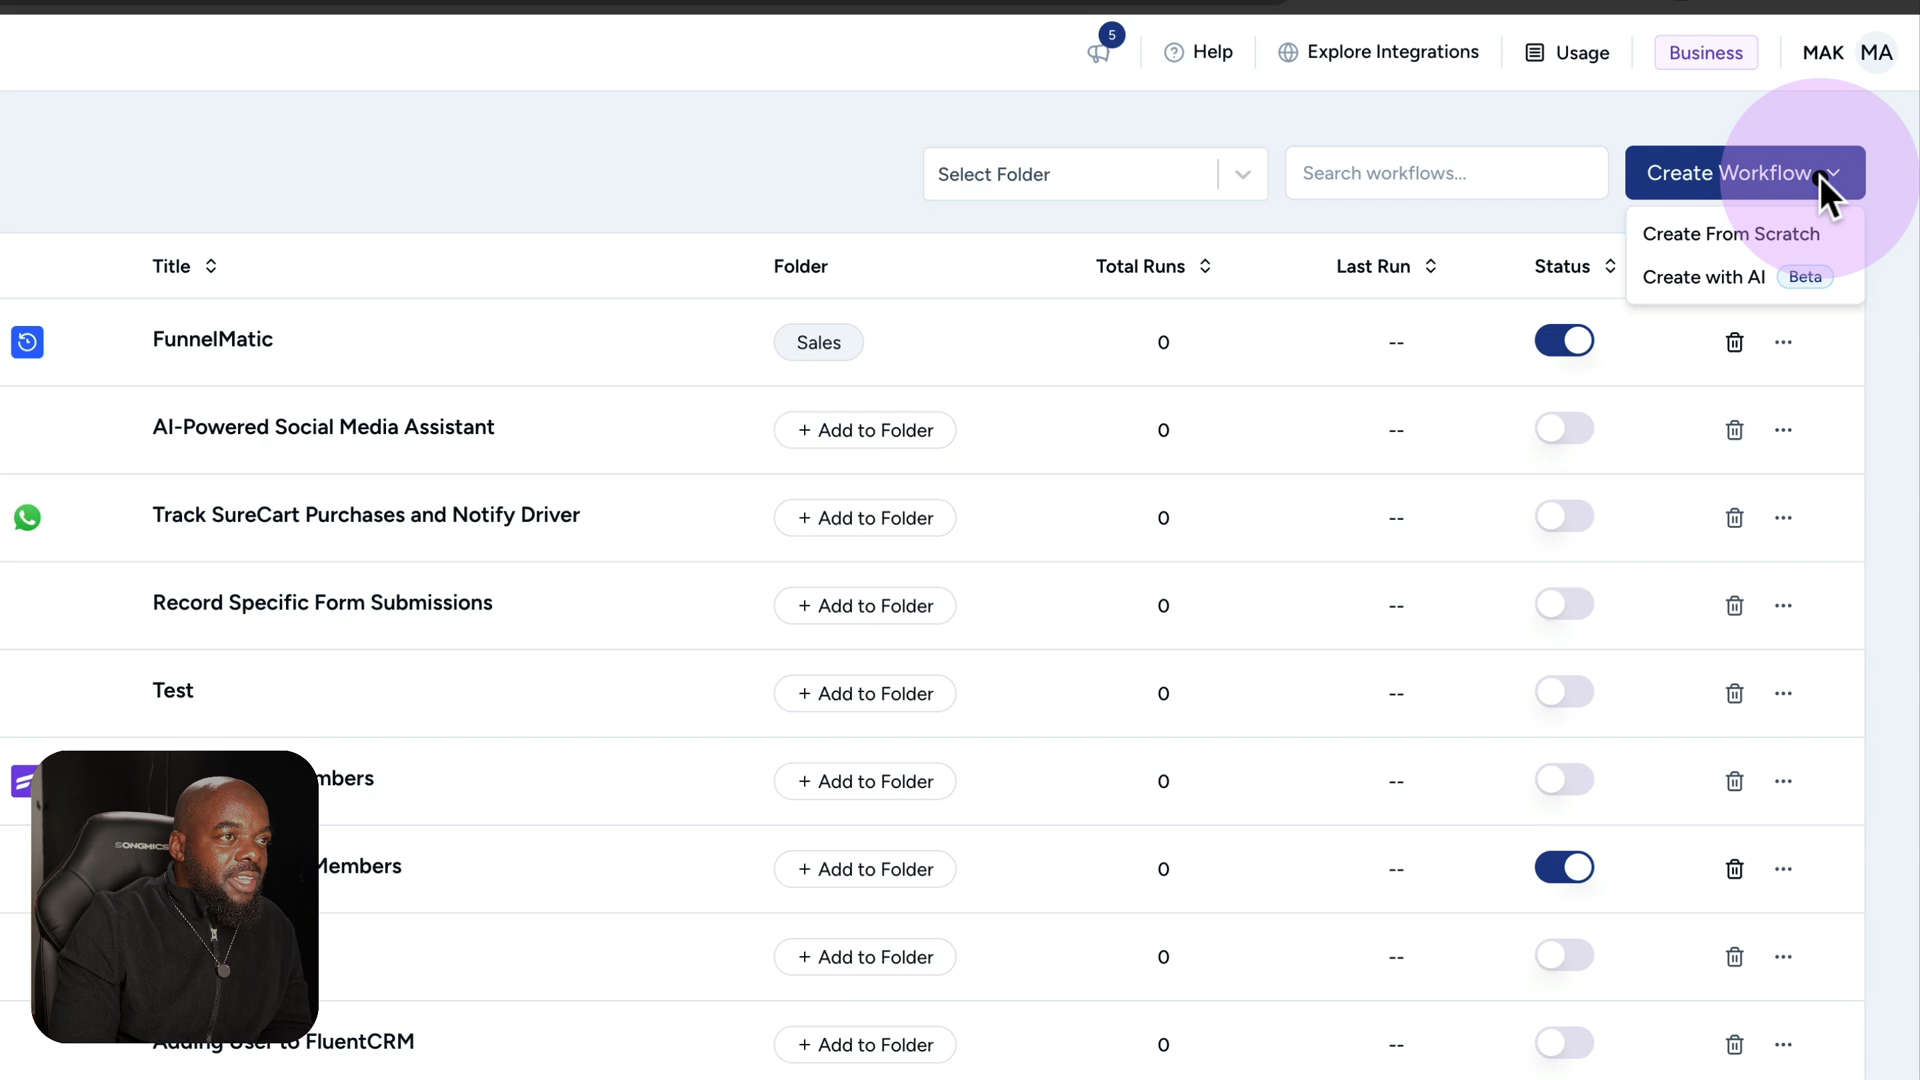 5
Help
Explore Integrations
Usage
Business
MAK
MA
Select Folder
Search workflows...
Create Workflow
Create From Scratch
Create with AI Beta
Title
Folder
Total Runs
Last Run
Status
FunnelMatic
Sales
0
--
AI-Powered Social Media Assistant
+ Add to Folder
0
--
Track SureCart Purchases and Notify Driver
+ Add to Folder
0
--
Record Specific Form Submissions
+ Add to Folder
0
--
Test
+ Add to Folder
0
--
mbers
+ Add to Folder
0
--
Members
+ Add to Folder
0
--
+ Add to Folder
0
--
Adding User to FluentCRM
+ Add to Folder
0
--
SONGMICS